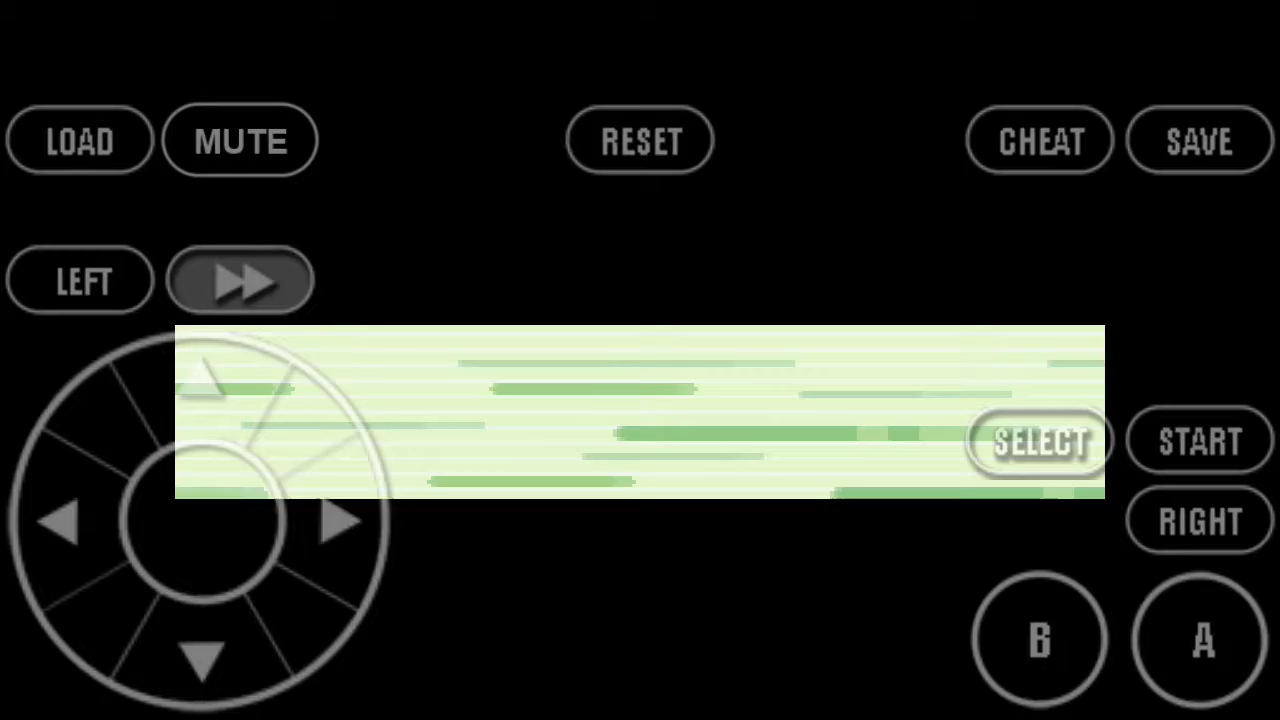 LOAD MUTE RESET CHEAT SAVE
LEFT
SELECT START
RIGHT
B A